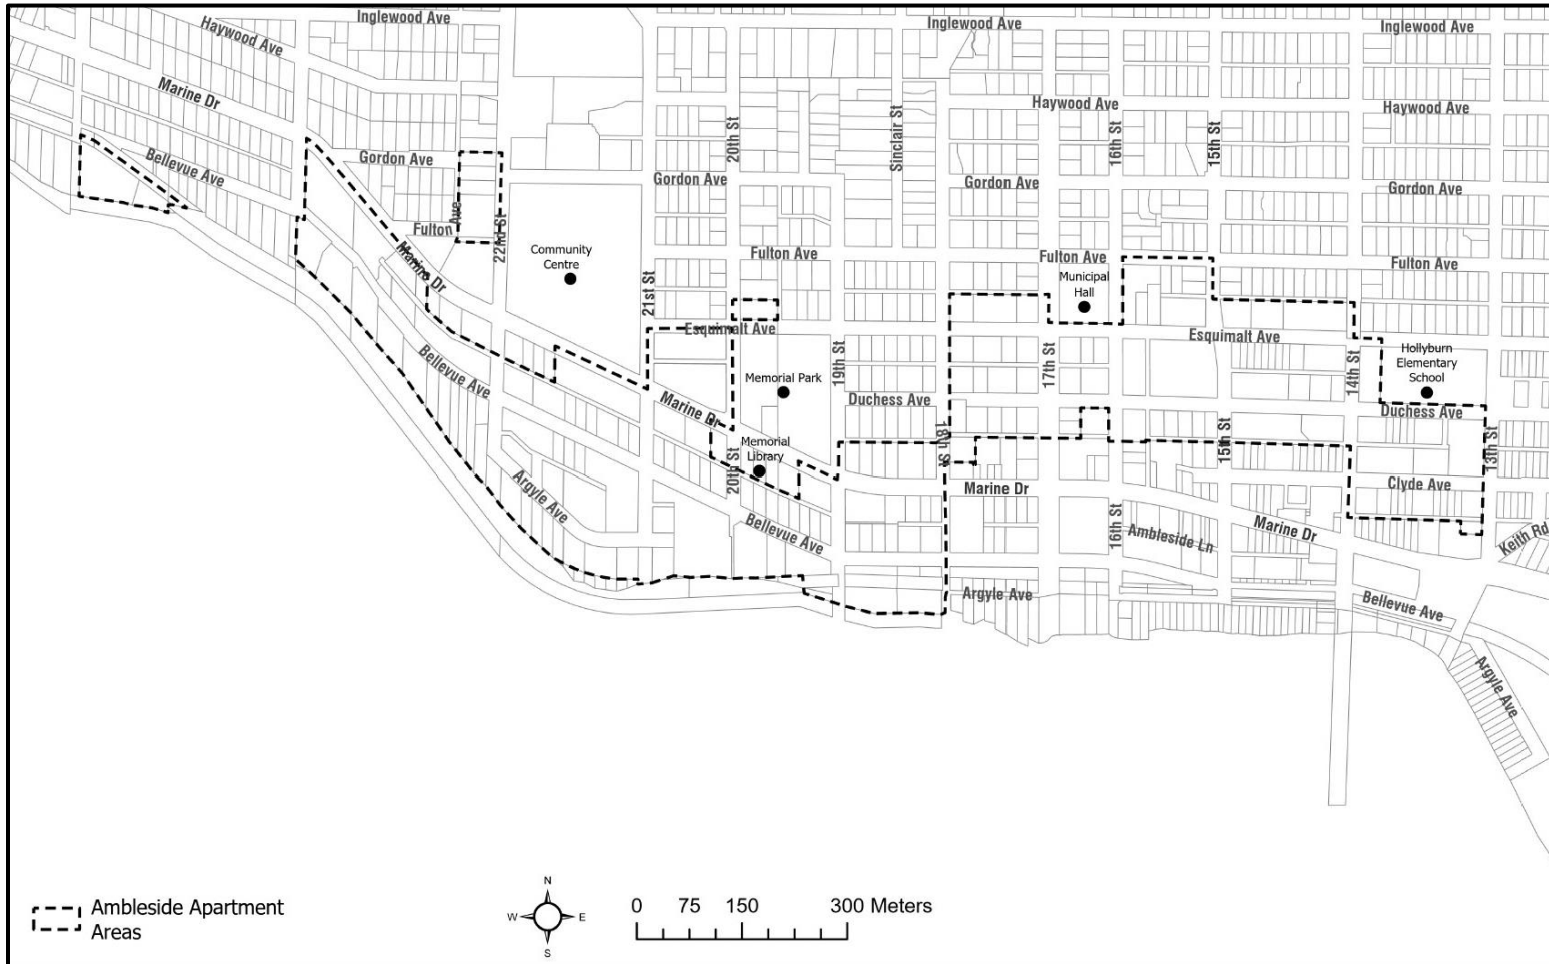 Inglewood Ave
Inglewood Ave
Inglewood Ave
Haywood Ave
Marine Dr
Haywood Ave
Haywood Ave
20th St
Sinclair St
16th St
15th St
Bellevue Ave
Gordon Ave
Gordon Ave
Gordon Ave
Gordon Ave
Fulton Ave
22nd St
Community
Centre
Fulton Ave
Fulton Ave
Fulton Ave
Marine Dr
21st St
Municipal
Hall
Esquimalt Ave
Esquimalt Ave
Bellevue Ave
Memorial Park
19th St
17th St
14th St
Hollyburn
Elementary
School
Marine Dr
Duchess Ave
Duchess Ave
Memorial
Library
20th St
18th St
15th St
13th St
Argyle Ave
Marine Dr
Clyde Ave
Bellevue Ave
16th St
Ambleside Ln
Marine Dr
Keith Rd
Argyle Ave
Bellevue Ave
Argyle Ave
Ambleside Apartment
Areas
N
W
E
S
0 75 150 300 Meters